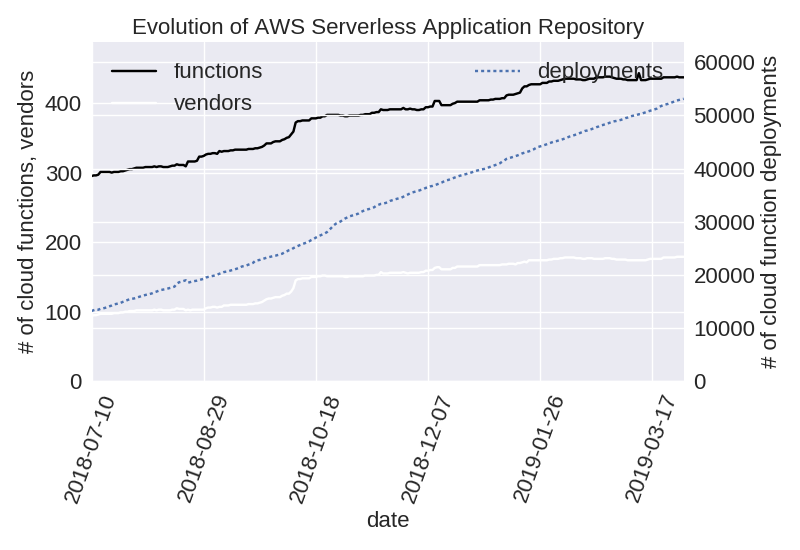 Evolution of AWS Serverless Application Repository
functions
vendors
deployments
# of cloud functions, vendors
400
300
200
100
0
60000
50000
40000
30000
20000
10000
0
# of cloud function deployments
2018-07-10
2018-08-29
2018-10-18
2018-12-07
2019-01-26
2019-03-17
date